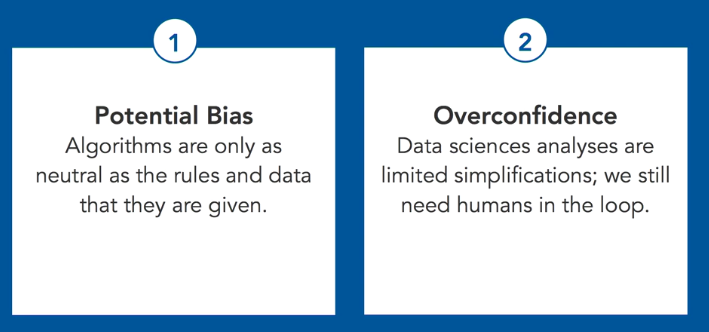 1
Potential Bias
Algorithms are only as
neutral as the rules and data
that they are given.
2
Overconfidence
Data sciences analyses are
limited simplifications; we still
need humans in the loop.